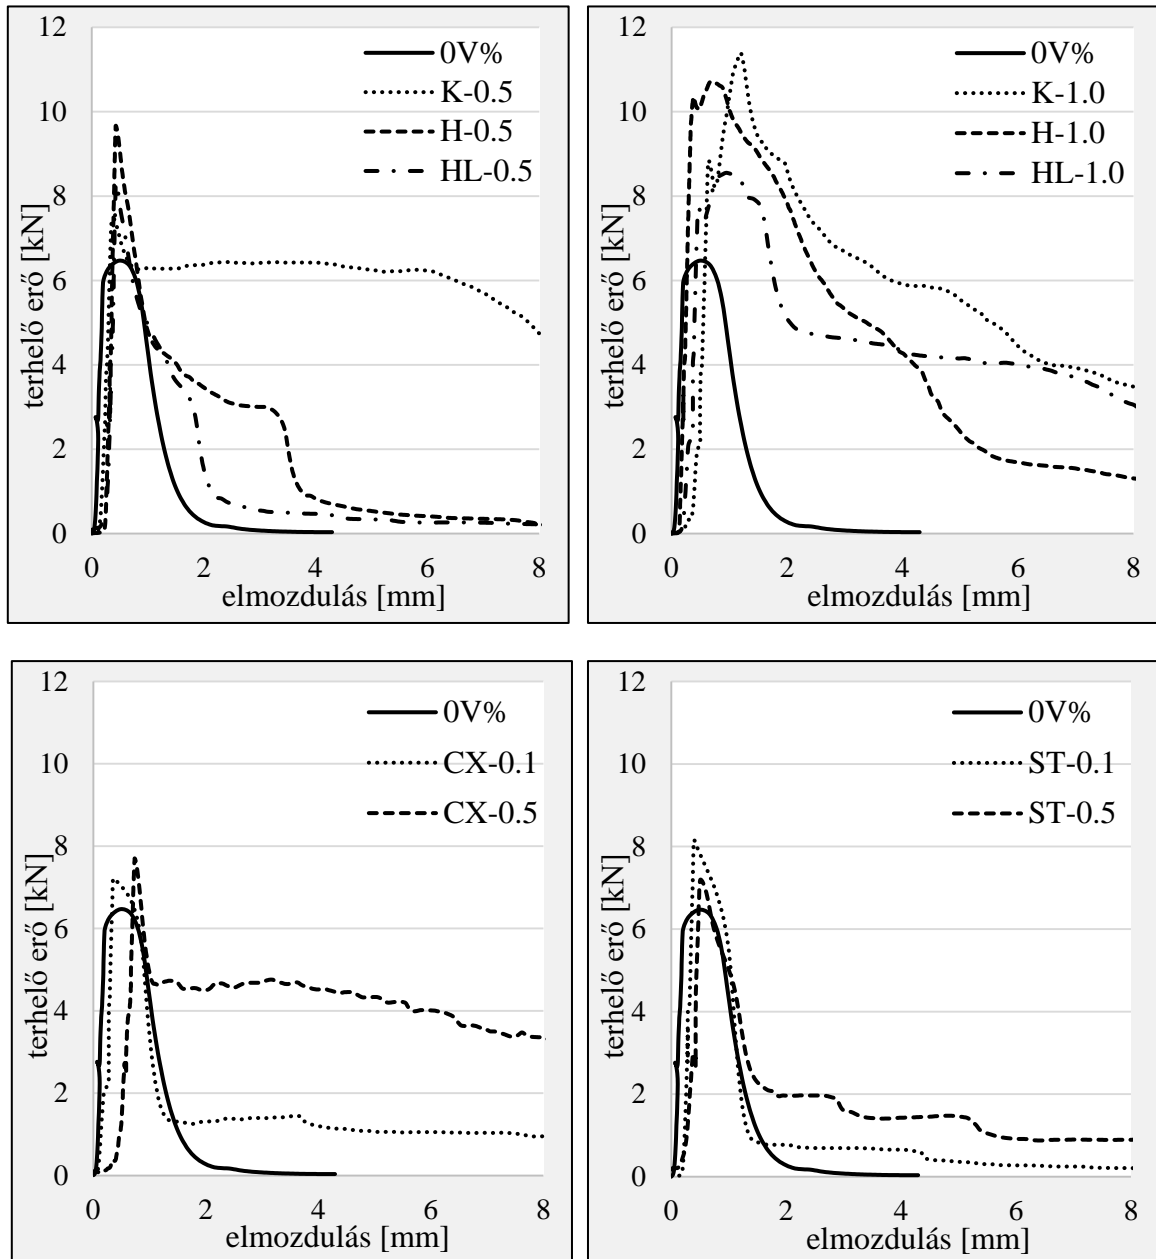 12
10
8
6
4
2
0
terhelő erő [kN]
0V%
K-0.5
H-0.5
HL-0.5
0 2 4 6 8
elmozdulás [mm]
12
10
8
6
4
2
0
terhelő erő [kN]
0V%
K-1.0
H-1.0
HL-1.0
0 2 4 6 8
elmozdulás [mm]
12
10
8
6
4
2
0
terhelő erő [kN]
0V%
CX-0.1
CX-0.5
0 2 4 6 8
elmozdulás [mm]
12
10
8
6
4
2
0
terhelő erő [kN]
0V%
ST-0.1
ST-0.5
0 2 4 6 8
elmozdulás [mm]